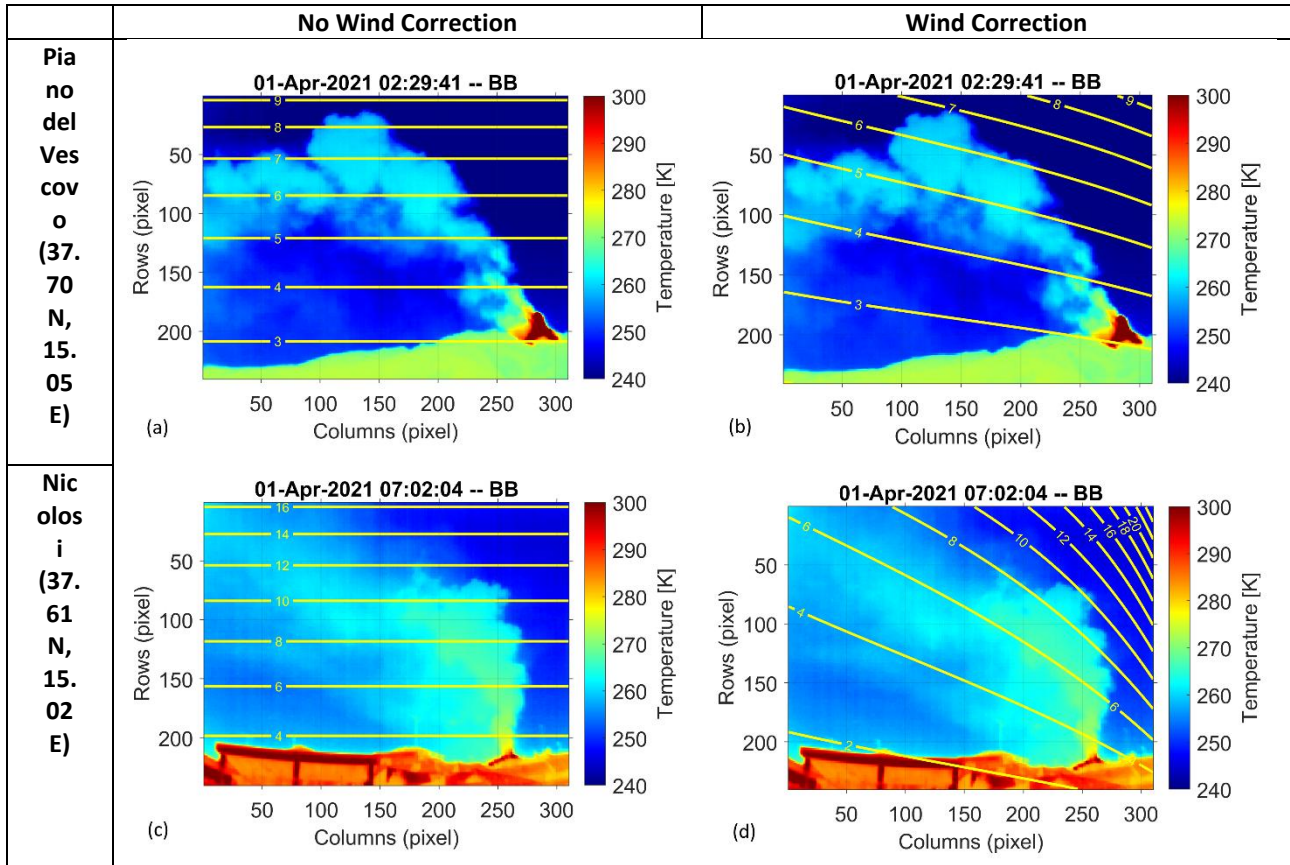 No Wind Correction
Wind Correction
Pia
no
del
Ves
cov
o
(37.
70
N,
15.
05
E)
01-Apr-2021 02:29:41 -- BB
9
8
7
6
5
4
3
50
100
150
200
Rows (pixel)
50 100 150 200 250 300
Columns (pixel)
300
290
280
270
260
250
240
Temperature [K]
(a)
01-Apr-2021 02:29:41 -- BB
9
8
7
6
5
4
3
50
100
150
200
Rows (pixel)
50 100 150 200 250 300
Columns (pixel)
300
290
280
270
260
250
240
Temperature [K]
(b)
Nic
olos
i
(37.
61
N,
15.
02
E)
01-Apr-2021 07:02:04 -- BB
16
14
12
10
8
6
4
50
100
150
200
Rows (pixel)
50 100 150 200 250 300
Columns (pixel)
300
290
280
270
260
250
240
Temperature [K]
(c)
01-Apr-2021 07:02:04 -- BB
20
18
16
14
12
10
8
6
6
4
2
50
100
150
200
Rows (pixel)
50 100 150 200 250 300
Columns (pixel)
300
290
280
270
260
250
240
Temperature [K]
(d)